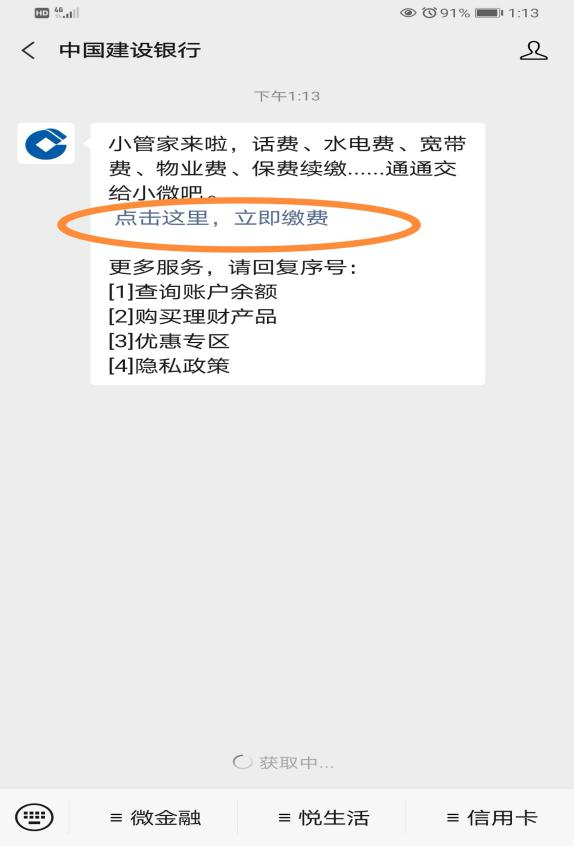 HD 4G 91% 1:13
中国建设银行
下午1:13
小管家来啦，话费、水电费、宽带
费、物业费、保费续缴......通通交
给小微吧。
点击这里，立即缴费
更多服务，请回复序号：
[1]查询账户余额
[2]购买理财产品
[3]优惠专区
[4]隐私政策
获取中...
微金融 悦生活 信用卡